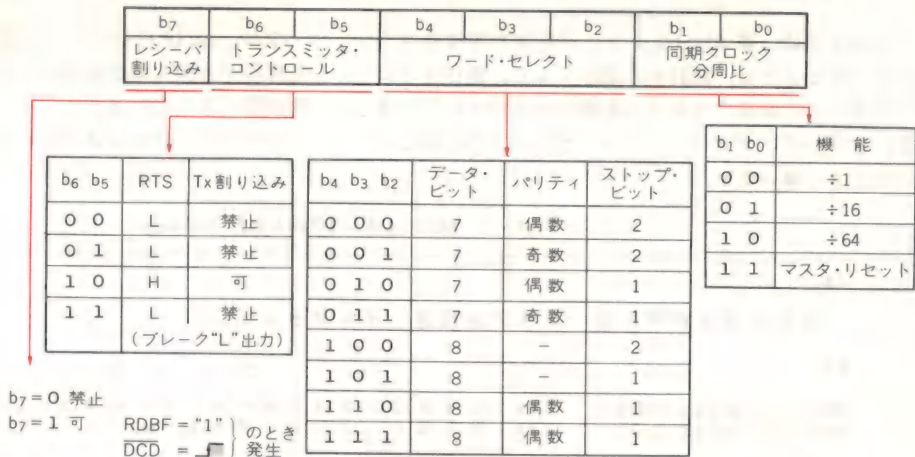 b7 b6 b5 b4 b3 b2 b1 b0
レシーバ割り込み トランスミッタ・コントロール ワード・セレクト 同期クロック分周比
b6 b5 RTS Tx割り込み
0 0 L 禁止
0 1 L 禁止
1 0 H 可
1 1 L 禁止
(ブレーク“L”出力)
b4 b3 b2 データ・ビット パリティ ストップ・ビット
0 0 0 7 偶数 2
0 0 1 7 奇数 2
0 1 0 7 偶数 1
0 1 1 7 奇数 1
1 0 0 8 − 2
1 0 1 8 − 1
1 1 0 8 偶数 1
1 1 1 8 偶数 1
b1 b0 機能
0 0 ÷1
0 1 ÷16
1 0 ÷64
1 1 マスタ・リセット
b7=0 禁止
b7=1 可
RDBF="1"
DCD =
のとき発生